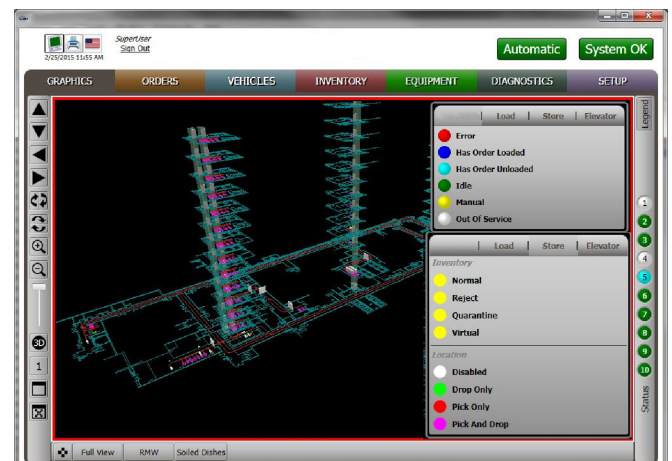 SuperUser
Sign Out
2/25/2015 11:55 AM
Automatic
System OK
GRAPHICS ORDERS VEHICLES INVENTORY EQUIPMENT DIAGNOSTICS SETUP
Legend
| Load | Store | Elevator
Error
Has Order Loaded
Has Order Unloaded
Idle
Manual
Out Of Service
| Load | Store | Elevator
Inventory
Normal
Reject
Quarantine
Virtual
Location
Disabled
Drop Only
Pick Only
Pick And Drop
1
2
3
4
5
6
7
8
9
10
Status
3D
1
Full View RMW Soiled Dishes